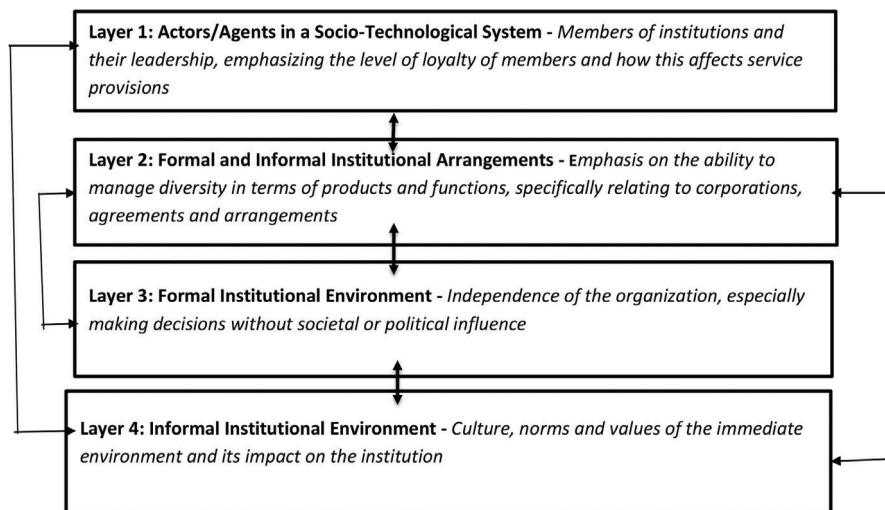 Layer 1: Actors/Agents in a Socio-Technological System - Members of institutions and
their leadership, emphasizing the level of loyalty of members and how this affects service
provisions
Layer 2: Formal and Informal Institutional Arrangements - Emphasis on the ability to
manage diversity in terms of products and functions, specifically relating to corporations,
agreements and arrangements
Layer 3: Formal Institutional Environment - Independence of the organization, especially
making decisions without societal or political influence
Layer 4: Informal Institutional Environment - Culture, norms and values of the immediate
environment and its impact on the institution